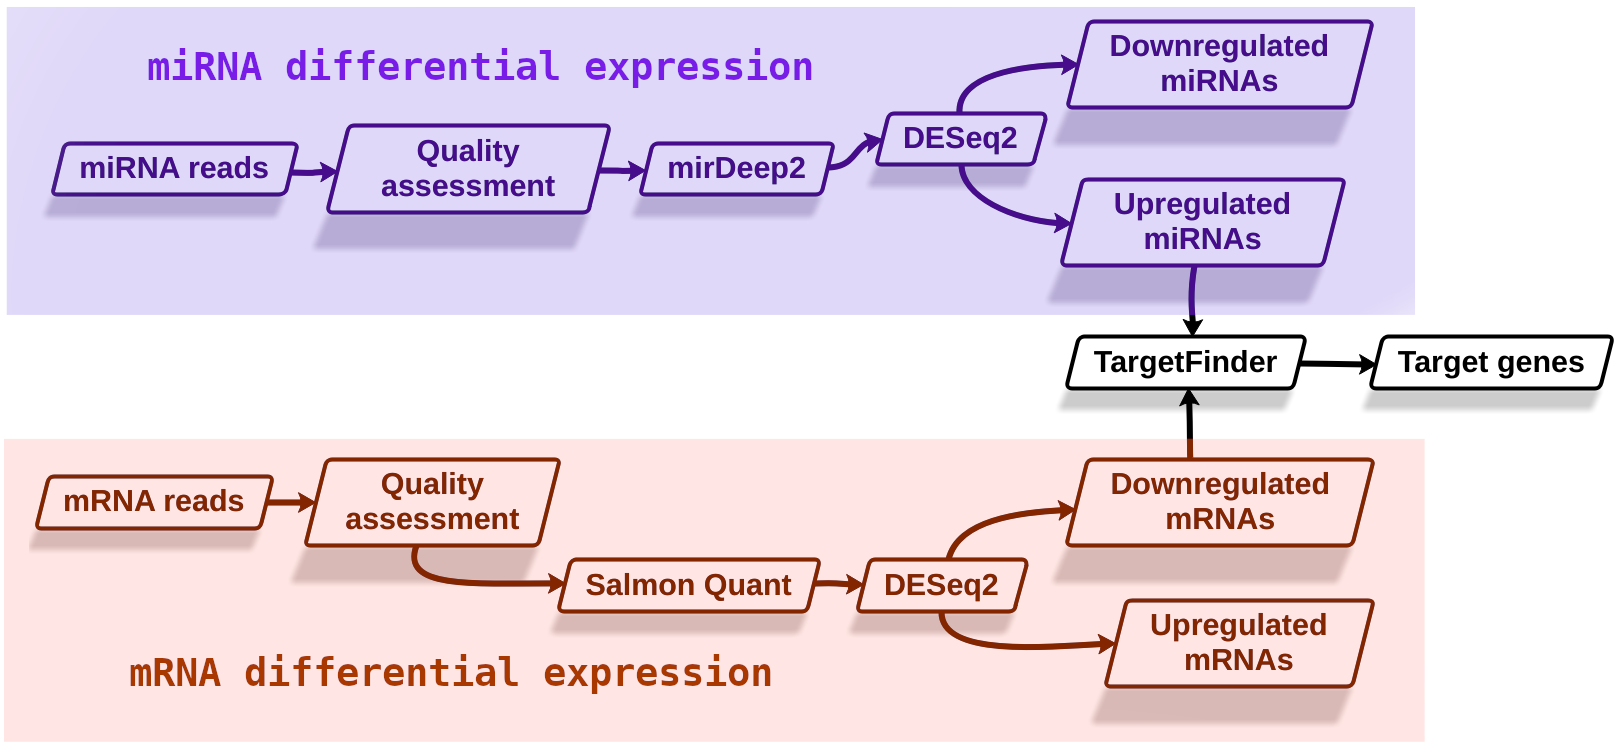 miRNA differential expression
miRNA reads
Quality
assessment
mirDeep2
DESeq2
Downregulated
miRNAs
Upregulated
miRNAs
TargetFinder
Target genes
mRNA reads
Quality
assessment
Salmon Quant
DESeq2
Downregulated
mRNAs
Upregulated
mRNAs
mRNA differential expression